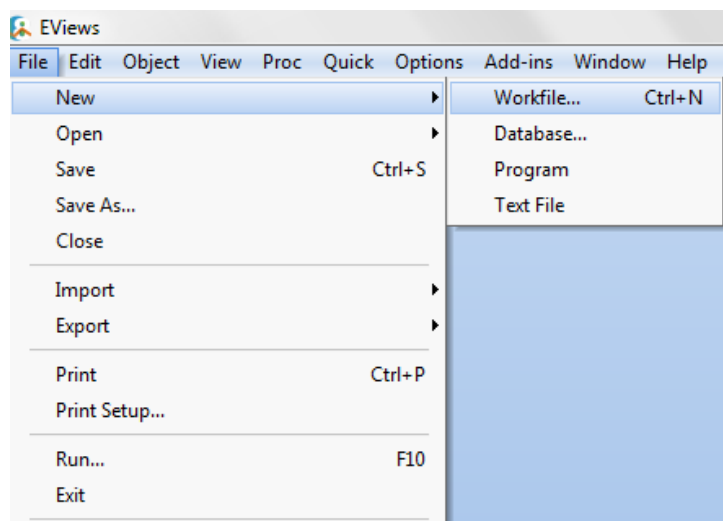 EViews
File Edit Object View Proc Quick Options Add-ins Window Help
New
Open
Save Ctrl+S
Save As...
Close
Import
Export
Print Ctrl+P
Print Setup...
Run... F10
Exit
Workfile... Ctrl+N
Database...
Program
Text File